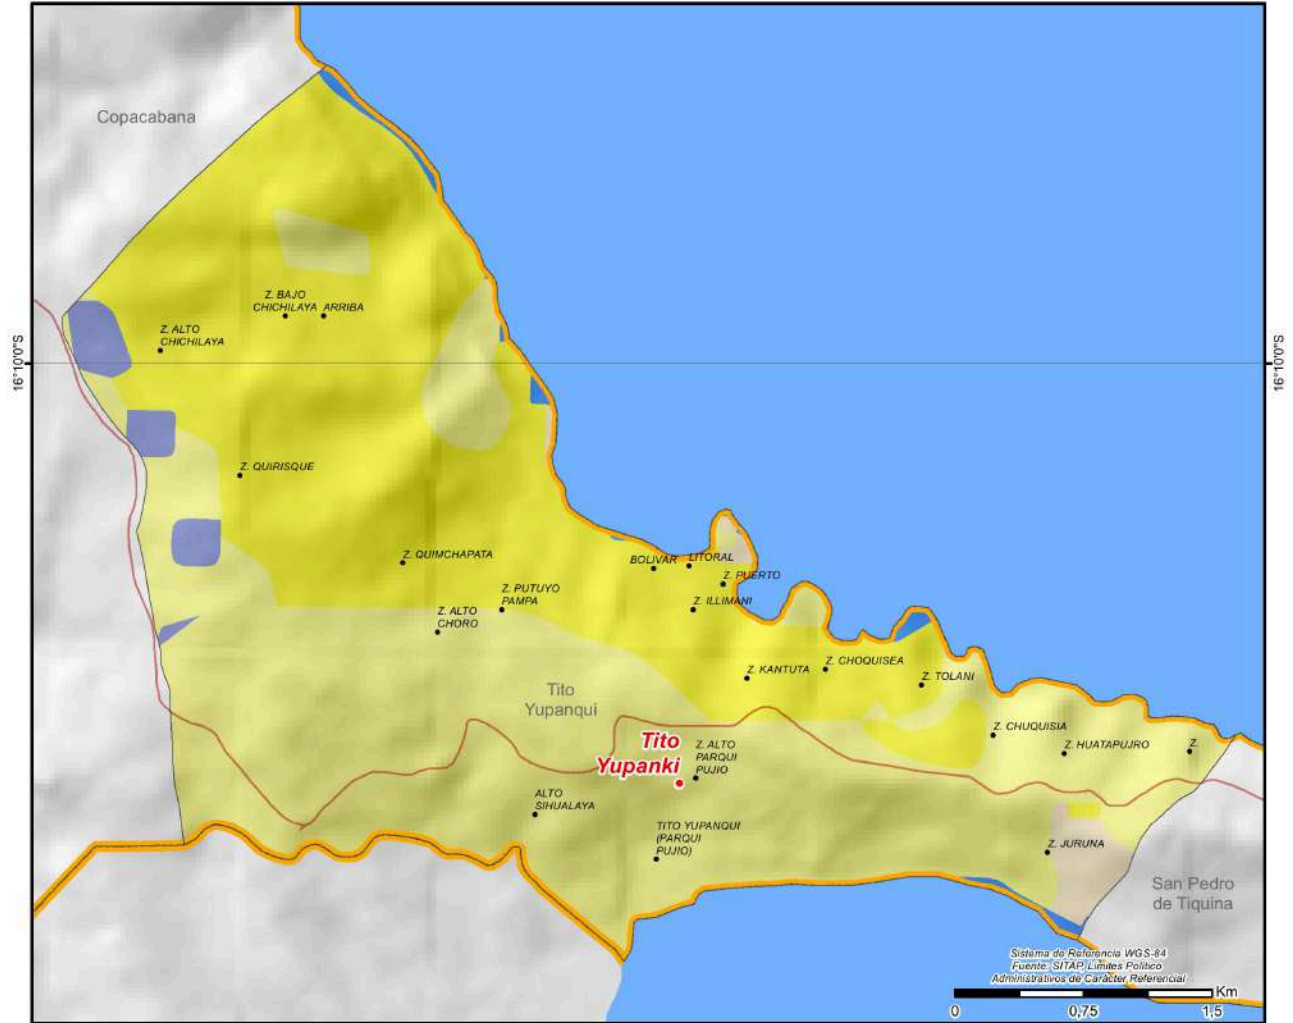 Copacabana
Z. BAJO
CHICHILAYA ARRIBA
Z. ALTO
CHICHILAYA
16°10'0"S
16°10'0"S
Z. QUIRISQUE
Z. QUIMCHAPATA
BOLIVAR LITORAL
Z. PUERTO
Z. PUTUYO
PAMPA
Z. ILLIMANI
Z. ALTO
CHORO
Z. KANTUTA
Z. CHOQUISEA
Z. TOLANI
Tito
Yupanqui
Z. CHUQUISIA
Z. HUATAPUJRO
Z.
Tito
Yupanki
Z. ALTO
PARQUI
PUJIO
ALTO
SIHUALAYA
TITO YUPANQUI
(PARQUI
PUJIO)
Z. JURUNA
San Pedro
de Tiquina
Sistema de Referencia WGS-84
Fuente: SITAP, Limites Político
Administrativos de Carácter Referencial
Km
0 0,75 1,5